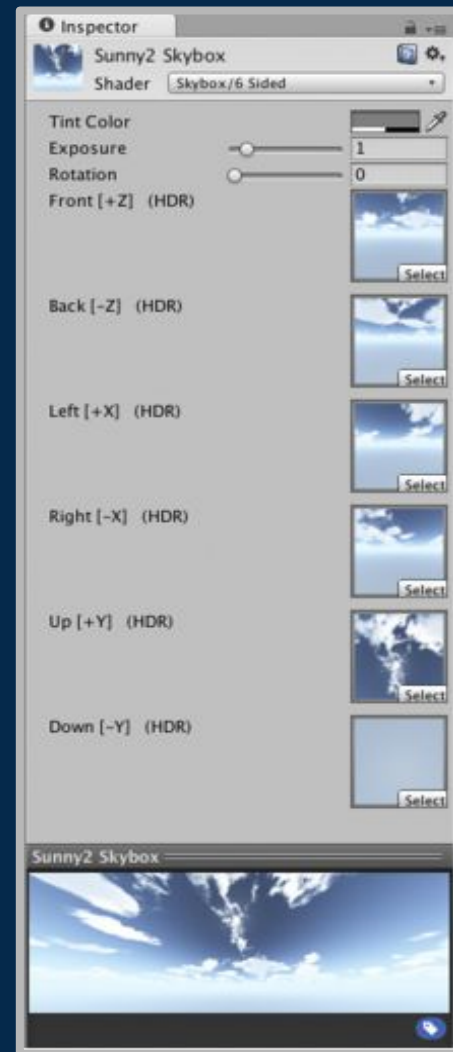 Inspector
Sunny2 Skybox
Shader Skybox/6 Sided
Tint Color
Exposure 1
Rotation 0
Front [+Z] (HDR)
Select
Back [-Z] (HDR)
Select
Left [+X] (HDR)
Select
Right [-X] (HDR)
Select
Up [+Y] (HDR)
Select
Down [-Y] (HDR)
Select
Sunny2 Skybox